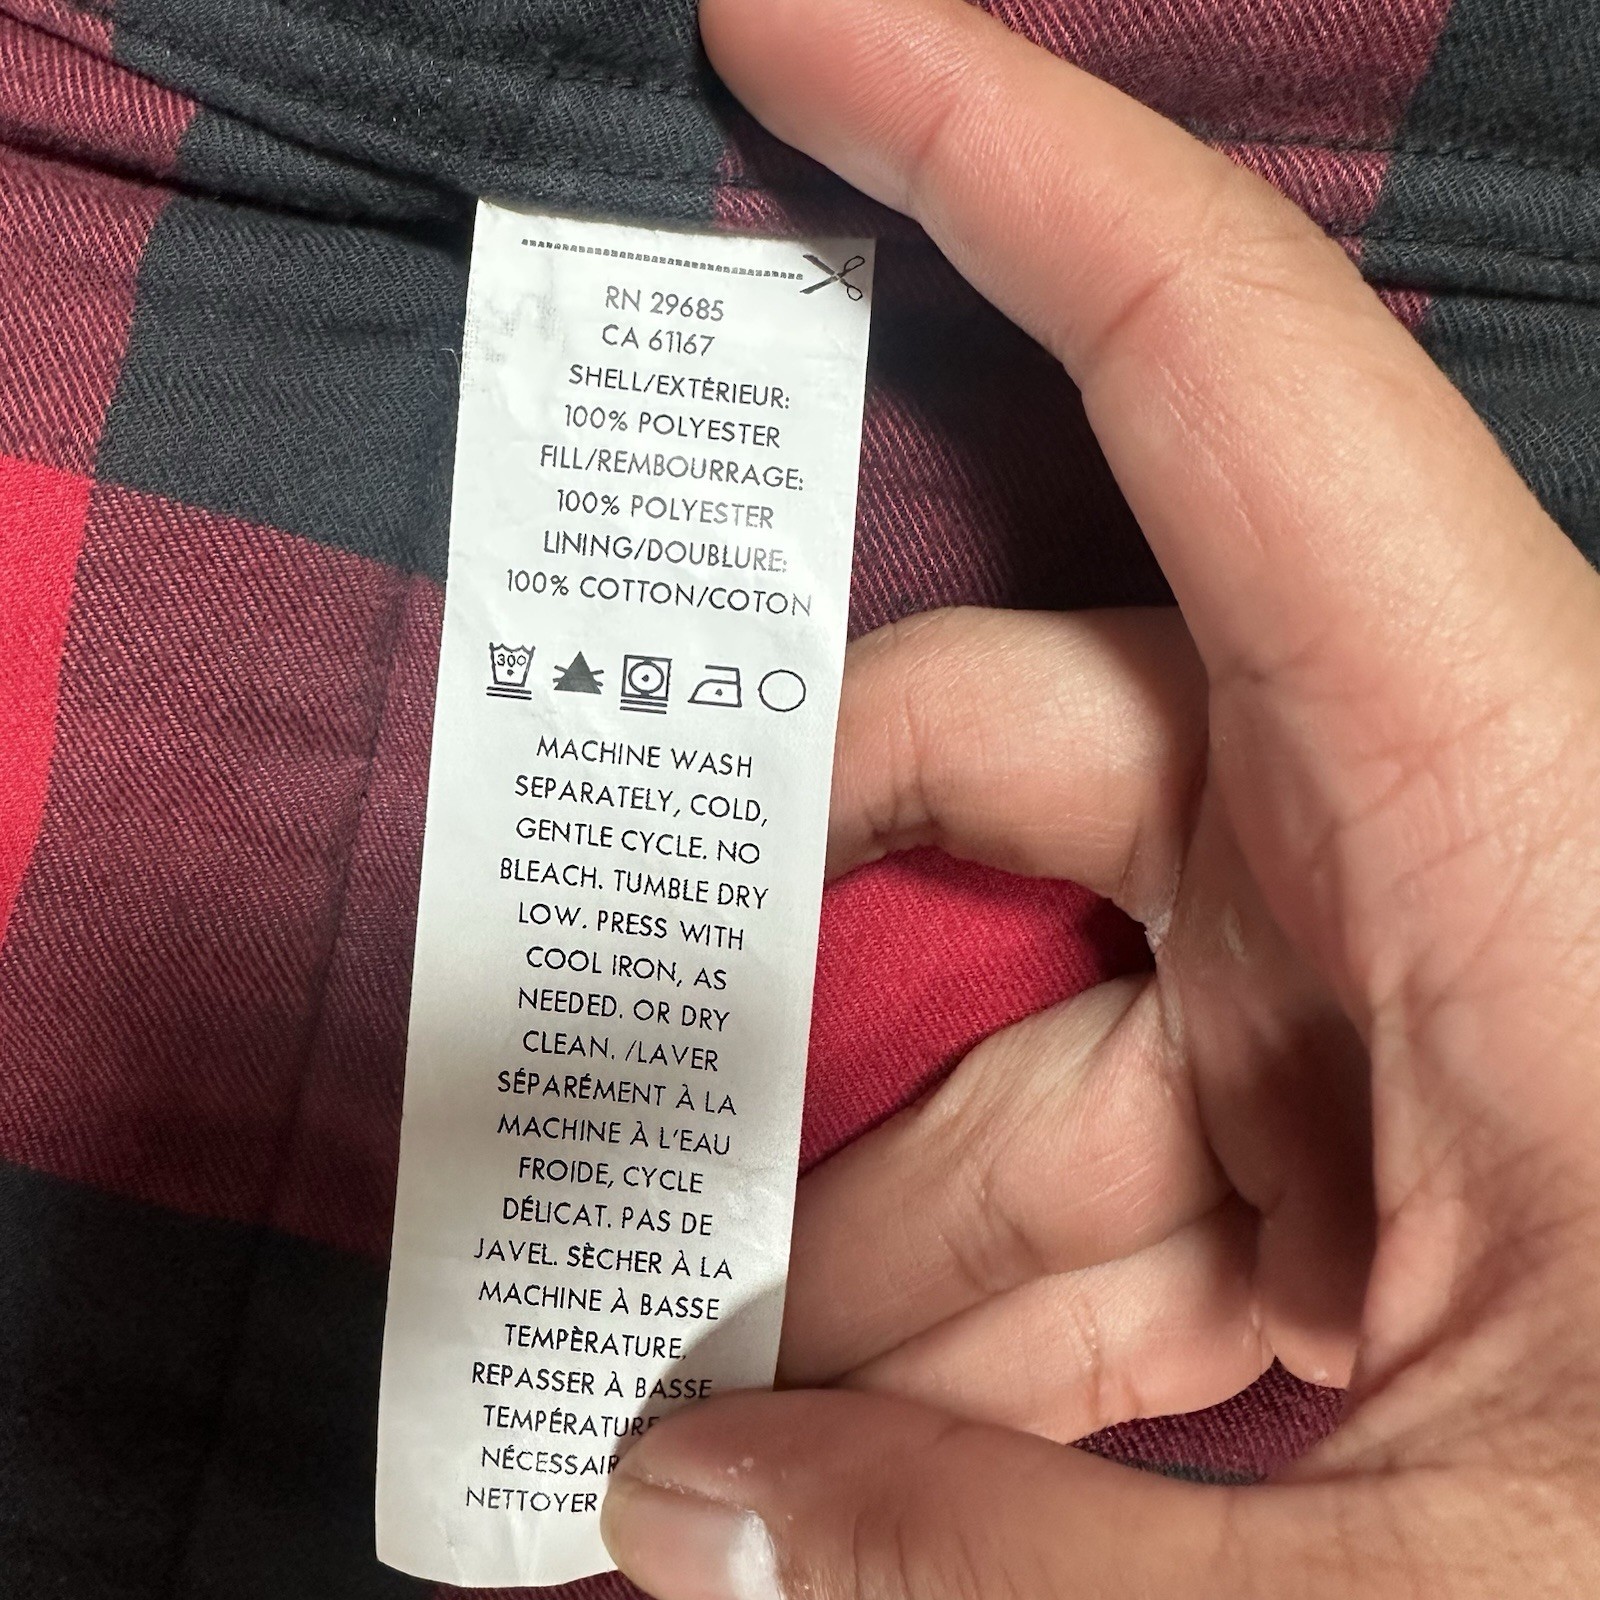 RN 29685
CA 61167
SHELL/EXTÉRIEUR:
100% POLYESTER
FILL/REMBOURRAGE:
100% POLYESTER
LINING/DOUBLURE:
100% COTTON/COTON
30°
MACHINE WASH
SEPARATELY, COLD,
GENTLE CYCLE. NO
BLEACH. TUMBLE DRY
LOW. PRESS WITH
COOL IRON, AS
NEEDED. OR DRY
CLEAN. /LAVER
SÉPARÉMENT À LA
MACHINE À L'EAU
FROIDE, CYCLE
DÉLICAT. PAS DE
JAVEL. SÈCHER À LA
MACHINE À BASSE
TEMPÈRATURE.
REPASSER À BASSE
TEMPÉRATURE
NETTOYER